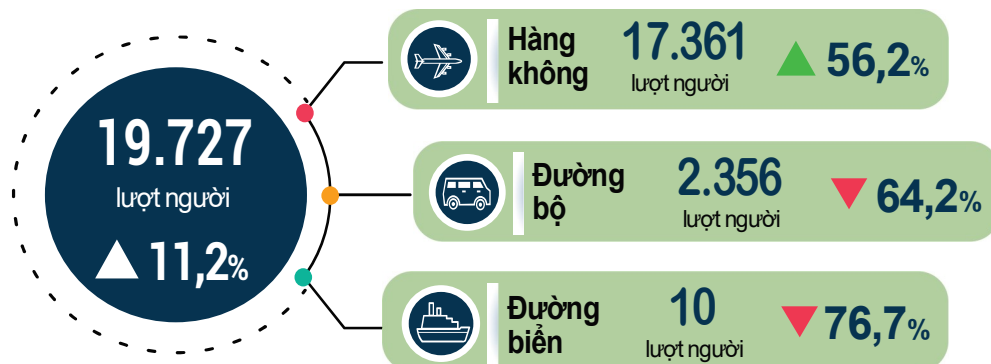 19.727
lượt người
11,2%
Hàng
không
17.361
lượt người
56,2%
Đường
bộ
2.356
lượt người
64,2%
Đường
biển
10
lượt người
76,7%